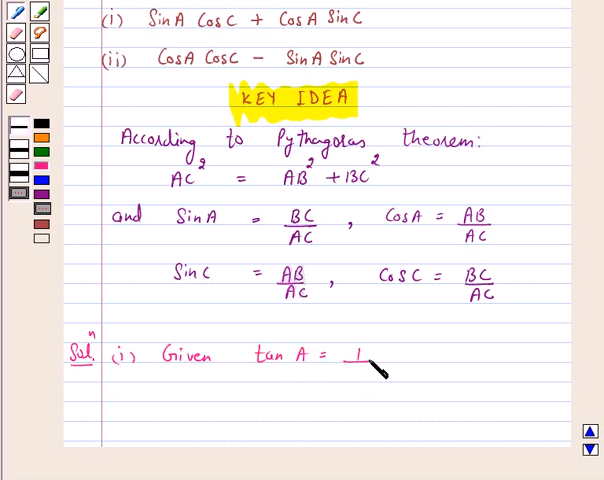 (i) Sin A Cos C + Cos A Sin C
(ii) Cos A Cos C - Sin A Sin C
KEY IDEA
According to Pythagoras theorem:
AC² = AB² + BC²
and Sin A = BC/AC , Cos A = AB/AC
Sin C = AB/AC , Cos C = BC/AC
Solⁿ. (i) Given tan A = 1/